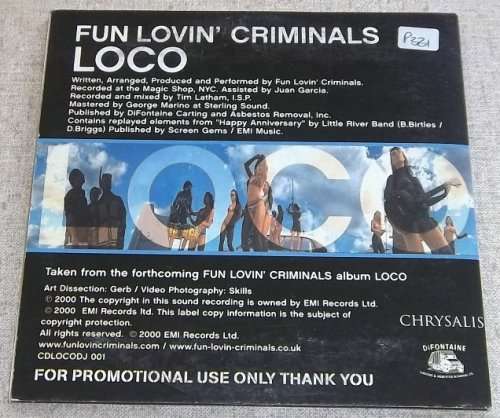 FUN LOVIN' CRIMINALS
P321
LOCO
Written, Arranged, Produced and Performed by Fun Lovin' Criminals.
Recorded at the Magic Shop, NYC. Assisted by Juan Garcia.
Recorded and mixed by Tim Latham, I.S.P.
Mastered by George Marino at Sterling Sound.
Published by DiFontaine Carting and Asbestos Removal, Inc.
Contains replayed elements from "Happy Anniversary" by Little River Band (B.Birties /
D.Briggs) Published by Screen Gems / EMI Music.
LOCO
Taken from the forthcoming FUN LOVIN' CRIMINALS album LOCO
Art Dissection: Gerb / Video Photography: Skills
℗ 2000 The copyright in this sound recording is owned by EMI Records Ltd.
© 2000 EMI Records ltd. This label copy information is the subject of
copyright protection.
All rights reserved. © 2000 EMI Records Ltd.
www.funlovincriminals.com / www.fun-lovin-criminals.co.uk
CDLOCODJ 001
CHRYSALIS
DiFONTAINE
FOR PROMOTIONAL USE ONLY THANK YOU